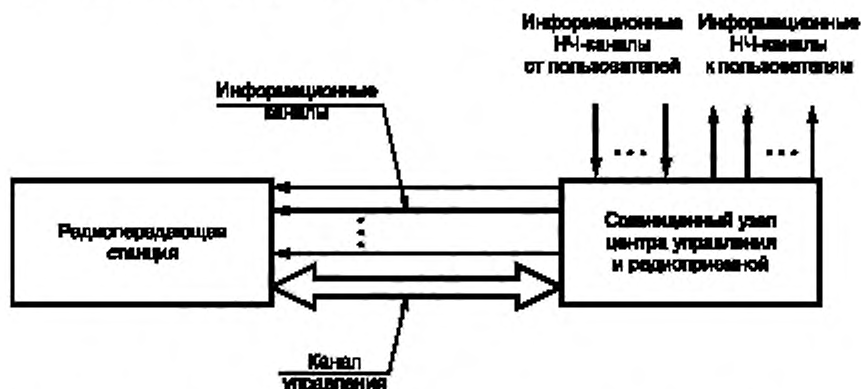 Информационные
НЧ-каналы
от пользователей
Информационные
НЧ-каналы
к пользователям
Информационные
каналы
Радиопередающая
станция
Совмещенный узел
центра управления
и радиоприемной
Канал
управления